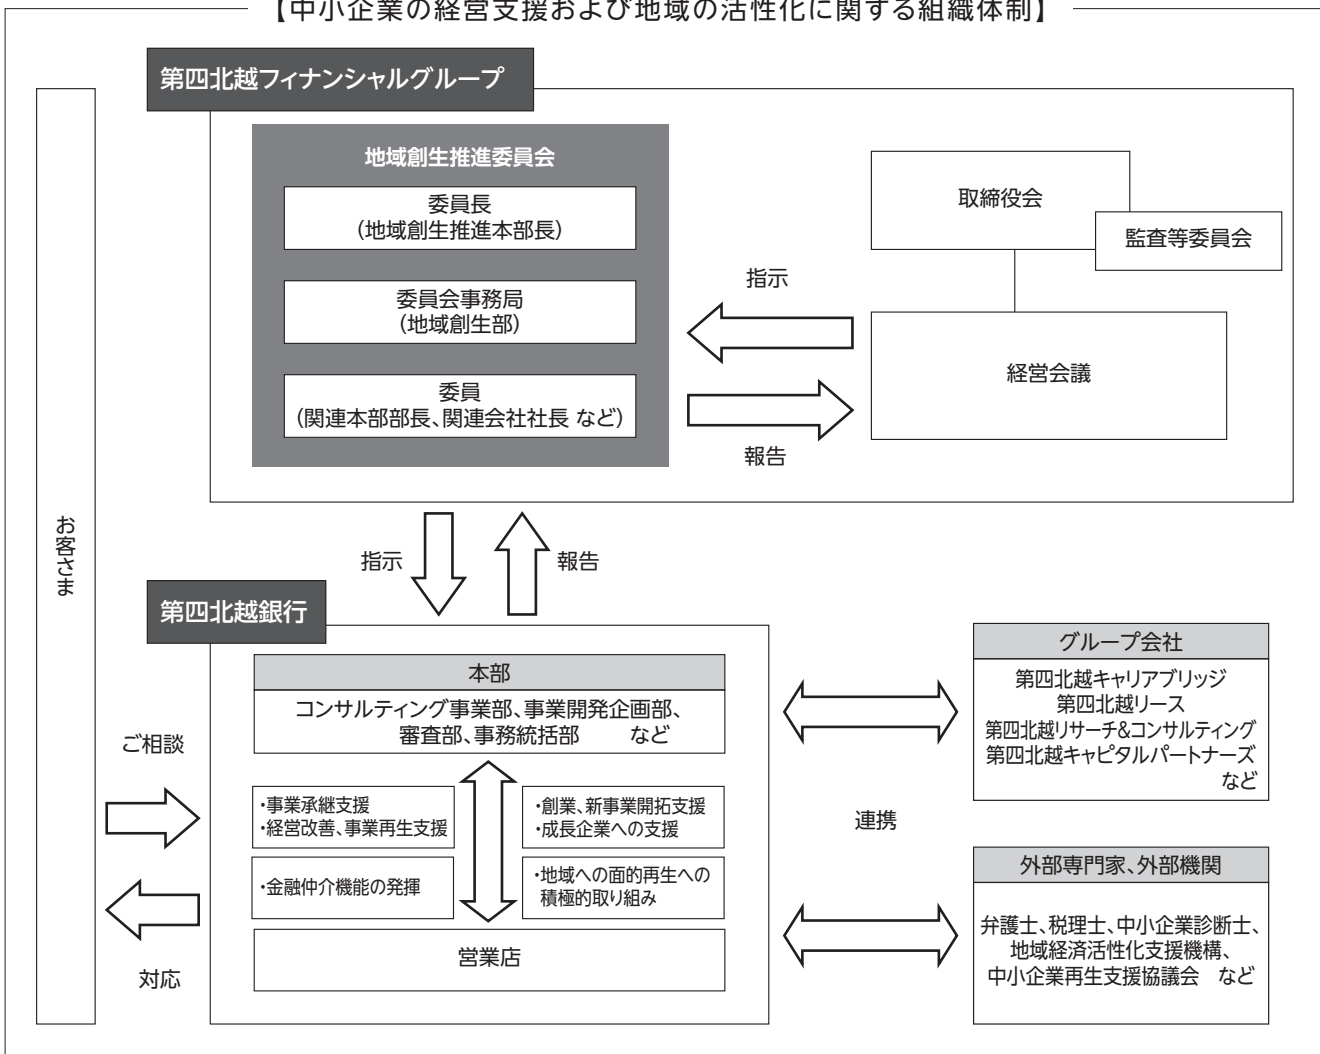 【中小企業の経営支援および地域の活性化に関する組織体制】
第四北越フィナンシャルグループ
地域創生推進委員会
委員長
(地域創生推進本部長)
委員会事務局
(地域創生部)
委員
(関連本部部長、関連会社社長 など)
取締役会
監査等委員会
指示
経営会議
報告
お客さま
指示
報告
第四北越銀行
本部
コンサルティング事業部、事業開発企画部、
審査部、事務統括部 など
ご相談
・事業承継支援
・経営改善、事業再生支援
・創業、新事業開拓支援
・成長企業への支援
・金融仲介機能の発揮
・地域への面的再生への
積極的取り組み
営業店
対応
連携
グループ会社
第四北越キャリアブリッジ
第四北越リース
第四北越リサーチ&コンサルティング
第四北越キャピタルパートナーズ
など
外部専門家、外部機関
弁護士、税理士、中小企業診断士、
地域経済活性化支援機構、
中小企業再生支援協議会 など